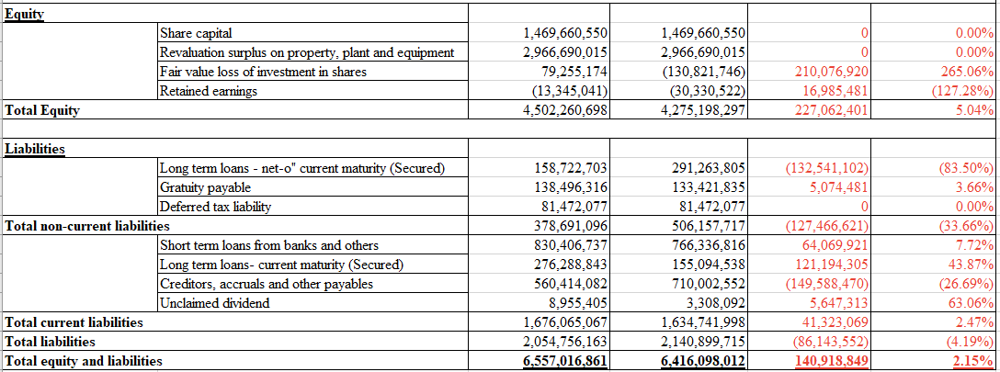 Equity
Share capital 1,469,660,550 1,469,660,550 0 0.00%
Revaluation surplus on property, plant and equipment 2,966,690,015 2,966,690,015 0 0.00%
Fair value loss of investment in shares 79,255,174 (130,821,746) 210,076,920 265.06%
Retained earnings (13,345,041) (30,330,522) 16,985,481 (127.28%)
Total Equity 4,502,260,698 4,275,198,297 227,062,401 5.04%
Liabilities
Long term loans - net-o" current maturity (Secured) 158,722,703 291,263,805 (132,541,102) (83.50%)
Gratuity payable 138,496,316 133,421,835 5,074,481 3.66%
Deferred tax liability 81,472,077 81,472,077 0 0.00%
Total non-current liabilities 378,691,096 506,157,717 (127,466,621) (33.66%)
Short term loans from banks and others 830,406,737 766,336,816 64,069,921 7.72%
Long term loans- current maturity (Secured) 276,288,843 155,094,538 121,194,305 43.87%
Creditors, accruals and other payables 560,414,082 710,002,552 (149,588,470) (26.69%)
Unclaimed dividend 8,955,405 3,308,092 5,647,313 63.06%
Total current liabilities 1,676,065,067 1,634,741,998 41,323,069 2.47%
Total liabilities 2,054,756,163 2,140,899,715 (86,143,552) (4.19%)
Total equity and liabilities 6,557,016,861 6,416,098,012 140,918,849 2.15%